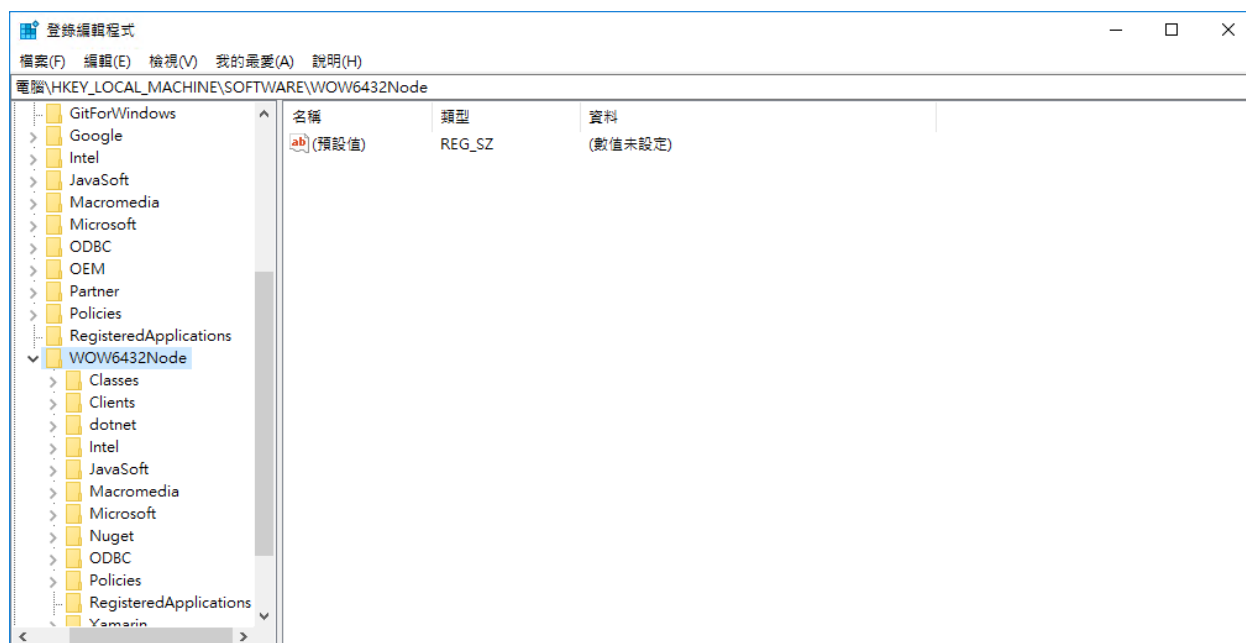 登錄編輯程式
檔案(F) 編輯(E) 檢視(V) 我的最愛(A) 說明(H)
電腦\HKEY_LOCAL_MACHINE\SOFTWARE\WOW6432Node
GitForWindows
Google
Intel
JavaSoft
Macromedia
Microsoft
ODBC
OEM
Partner
Policies
RegisteredApplications
WOW6432Node
Classes
Clients
dotnet
Intel
JavaSoft
Macromedia
Microsoft
Nuget
ODBC
Policies
RegisteredApplications
Xamarin
名稱 類型 資料
ab (預設值) REG_SZ (數值未設定)